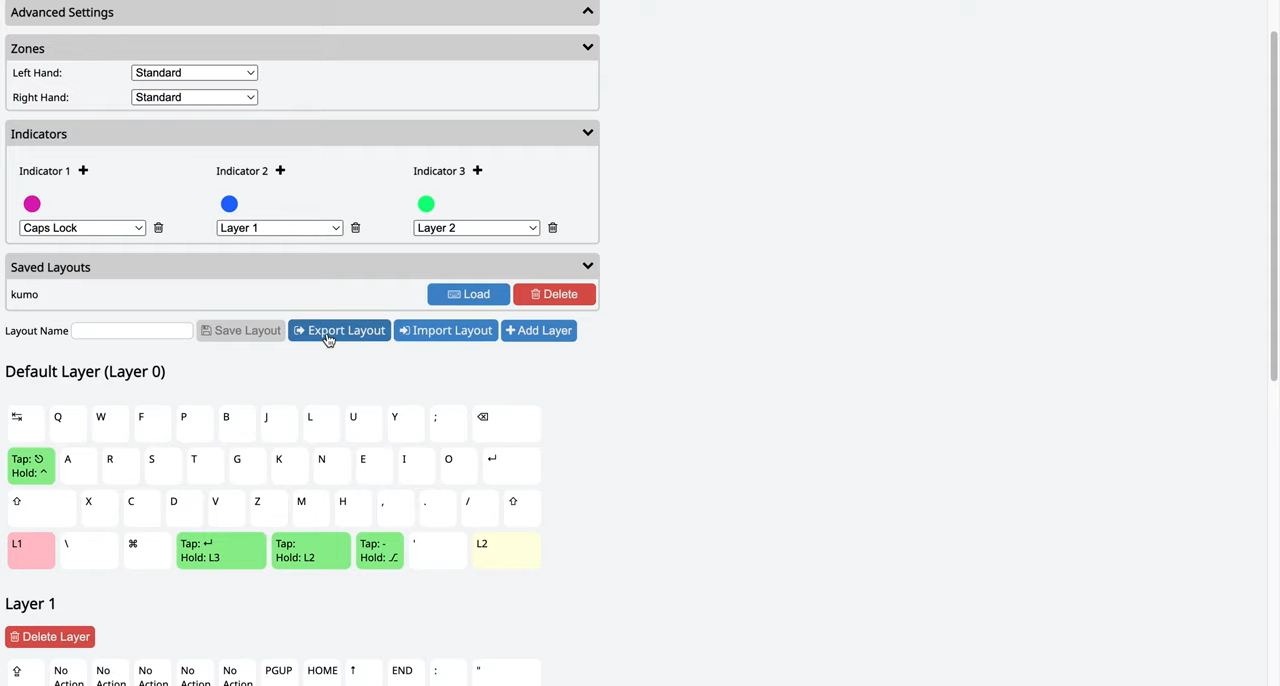 Advanced Settings
Zones
Left Hand: Standard
Right Hand: Standard
Indicators
Indicator 1 Indicator 2 Indicator 3
Caps Lock Layer 1 Layer 2
Saved Layouts
kumo Load Delete
Layout Name Save Layout Export Layout Import Layout Add Layer
Default Layer (Layer 0)
↹ Q W F P B J L U Y ; ⌫
Tap: ⎋ A R S T G K N E I O ↵
Hold: ^
⇧ X C D V Z M H , . / ⇧
L1 \ ⌘ Tap: ↵ Tap: Tap: - ' L2
Hold: L3 Hold: L2 Hold: ⌥
Layer 1
Delete Layer
⇪ No No No No No PGUP HOME ↑ END : "
Action Action Action Action Action